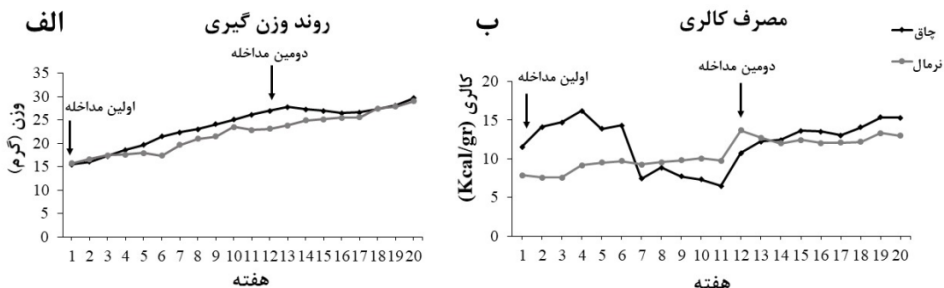 الف
روند وزن گیری
وزن (گرم)
35
30
25
20
15
10
5
0
اولین مداخله
دومین مداخله
1 2 3 4 5 6 7 8 9 10 11 12 13 14 15 16 17 18 19 20
هفته
ب
مصرف کالری
چاق
نرمال
کالری (Kcal/gr)
20
15
10
5
0
اولین مداخله
دومین مداخله
1 2 3 4 5 6 7 8 9 10 11 12 13 14 15 16 17 18 19 20
هفته